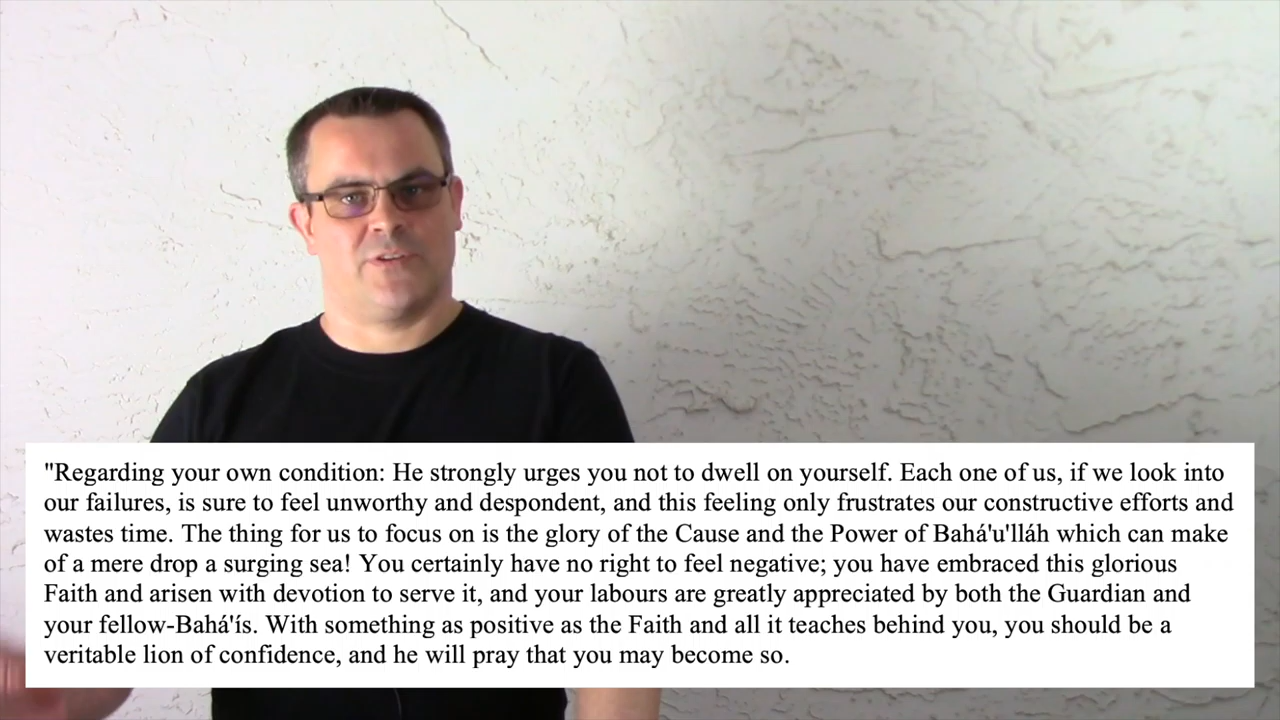 "Regarding your own condition: He strongly urges you not to dwell on yourself. Each one of us, if we look into
our failures, is sure to feel unworthy and despondent, and this feeling only frustrates our constructive efforts and
wastes time. The thing for us to focus on is the glory of the Cause and the Power of Bahá'u'lláh which can make
of a mere drop a surging sea! You certainly have no right to feel negative; you have embraced this glorious
Faith and arisen with devotion to serve it, and your labours are greatly appreciated by both the Guardian and
your fellow-Bahá'ís. With something as positive as the Faith and all it teaches behind you, you should be a
veritable lion of confidence, and he will pray that you may become so.